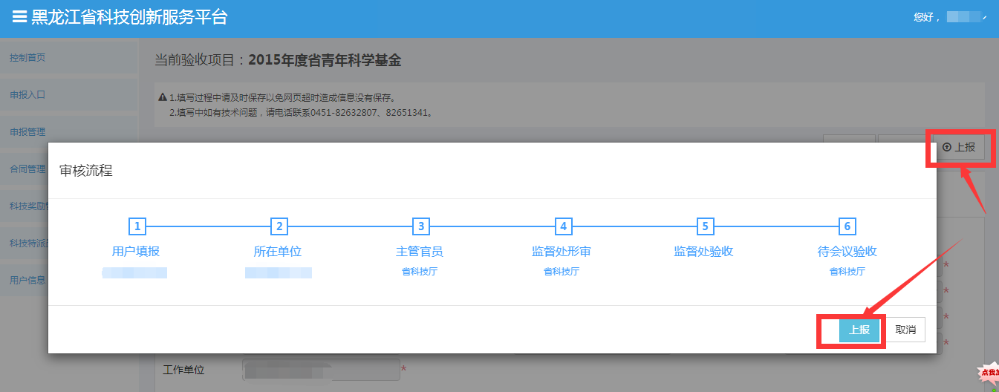 黑龙江省科技创新服务平台
您好，
控制首页
当前验收项目：2015年度省青年科学基金
申报入口
1.填写过程中请及时保存以免网页超时造成信息没有保存。
2.填写中如有技术问题，请电话联系0451-82632807、82651341。
申报管理
上报
合同管理
审核流程
科技奖励
科技特派
用户信息
1 2 3 4 5 6
用户填报 所在单位 主管官员 监督处形审 监督处验收 待会议验收
省科技厅 省科技厅 省科技厅
* * * *
上报 取消
工作单位 *
点我加